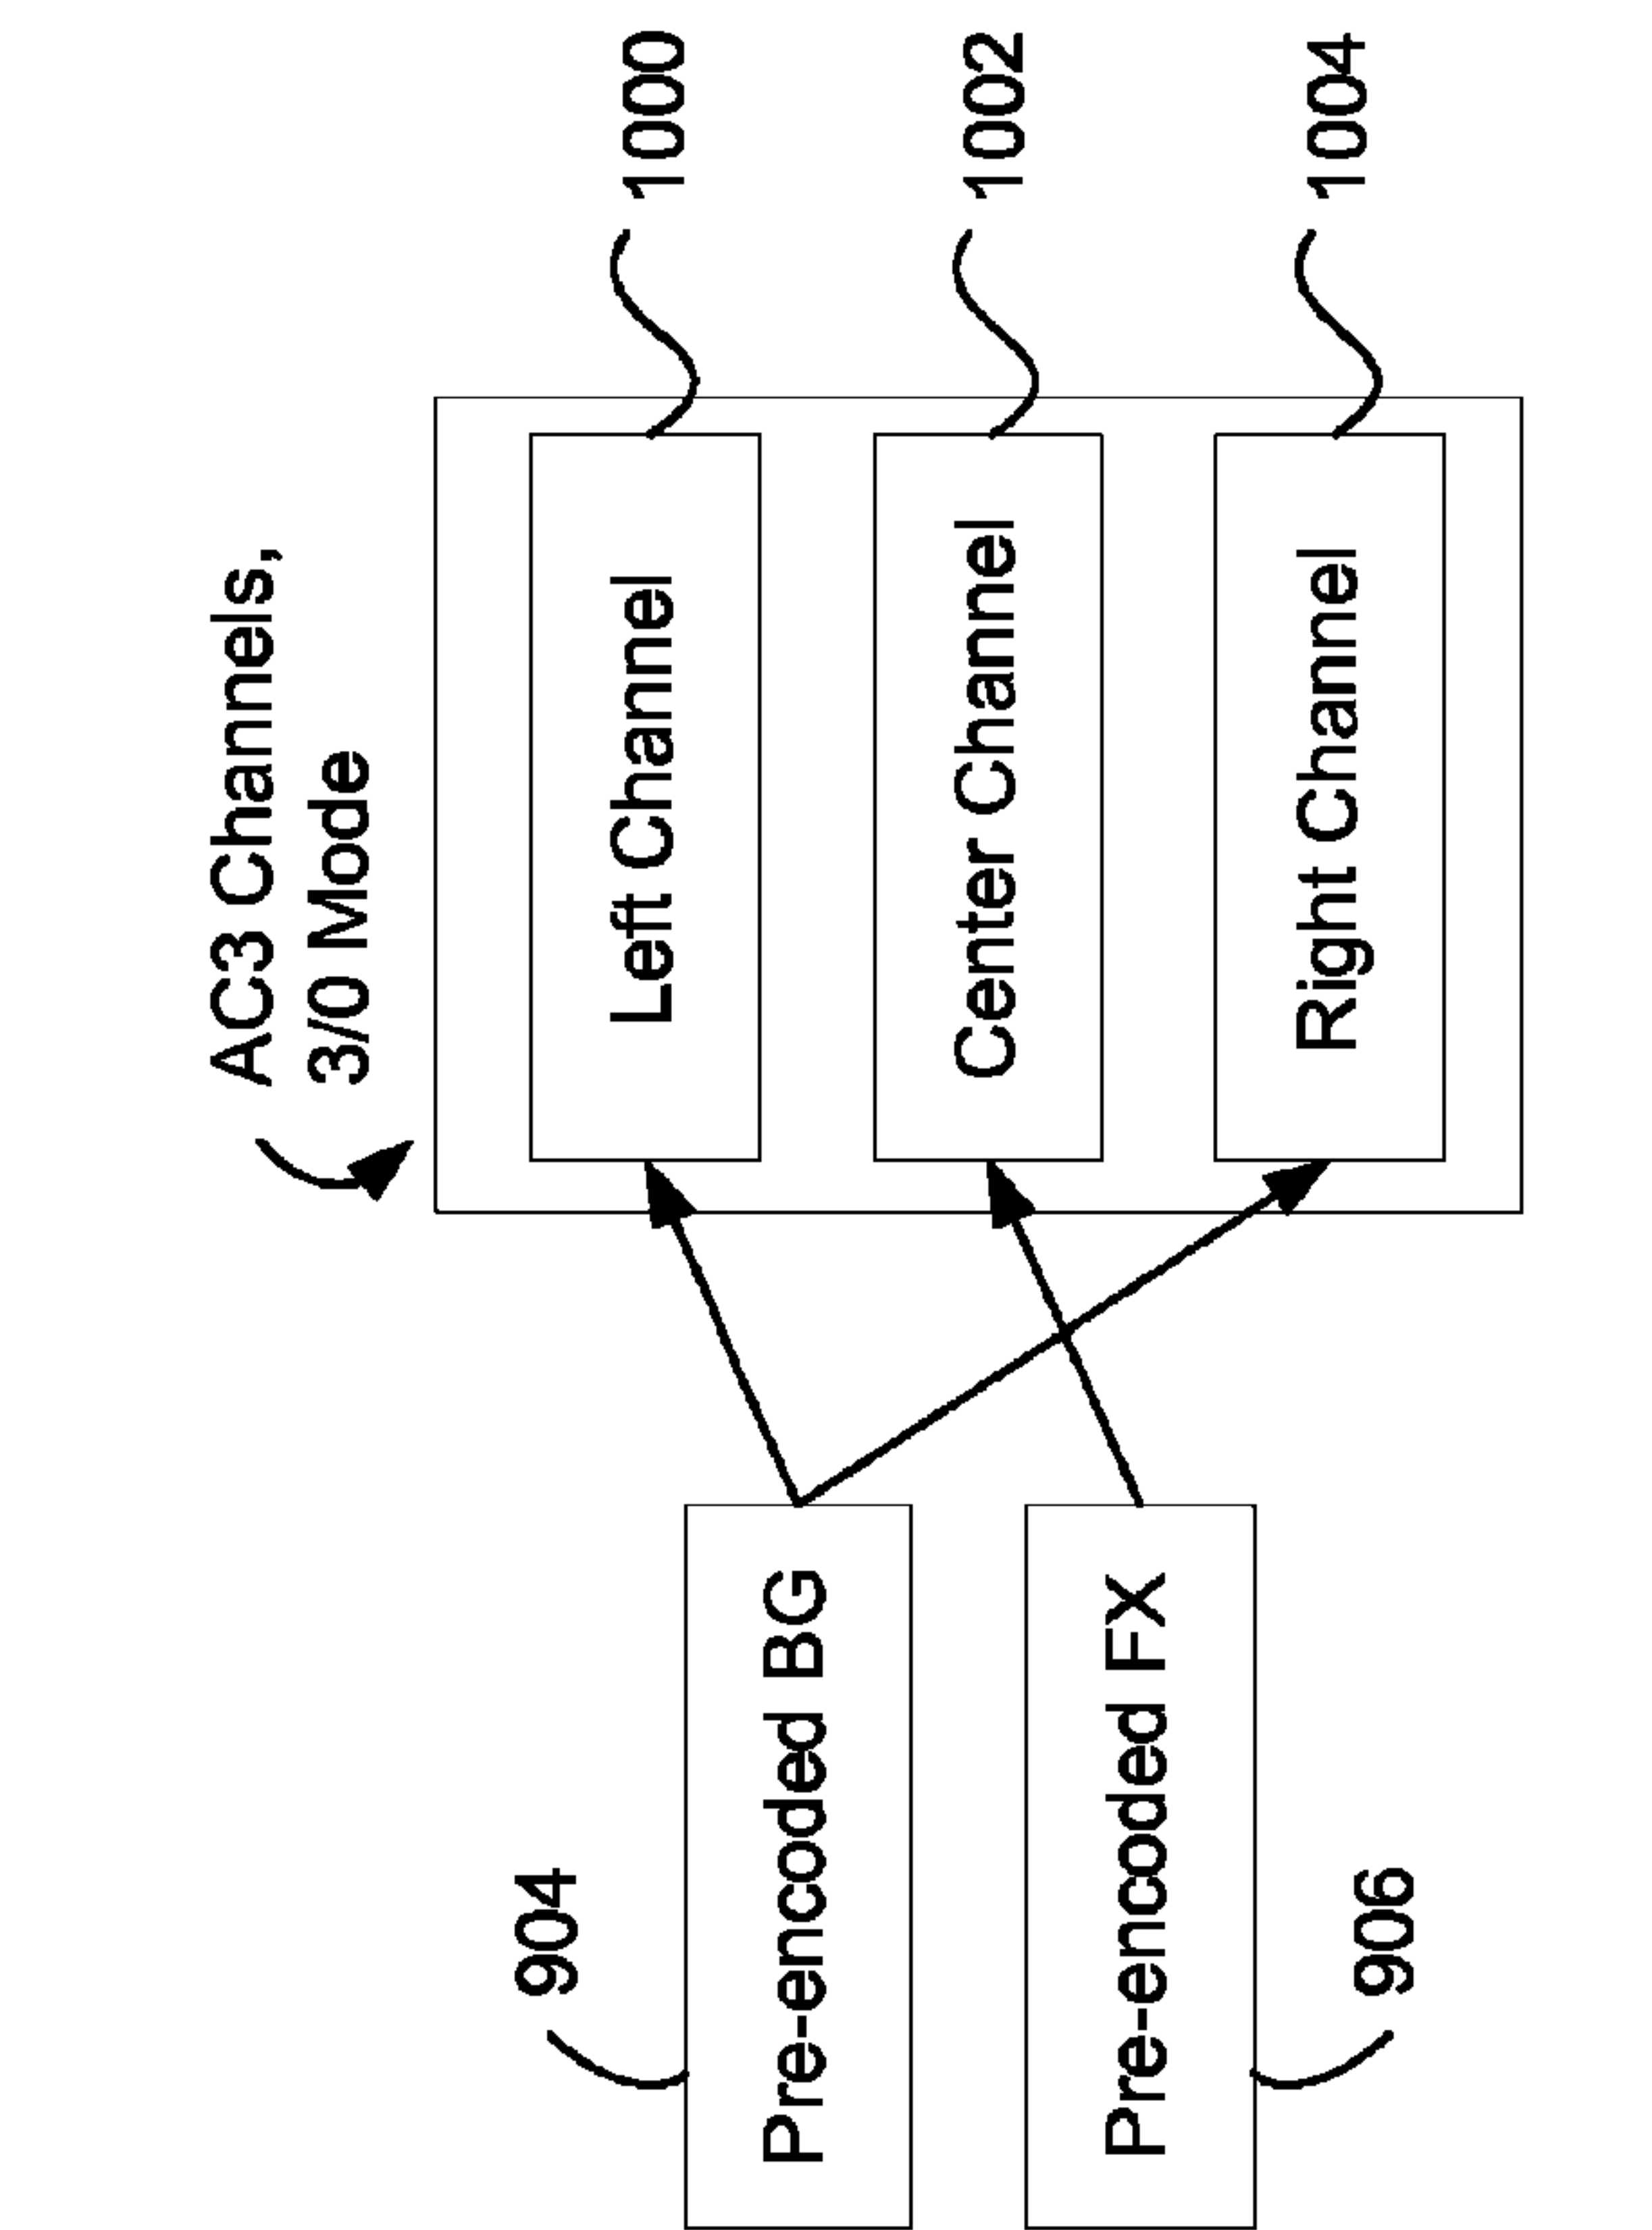 AC3 Channels,
3/0 Mode
904
Pre-encoded BG
Left Channel
1000
Center Channel
1002
Pre-encoded FX
906
Right Channel
1004